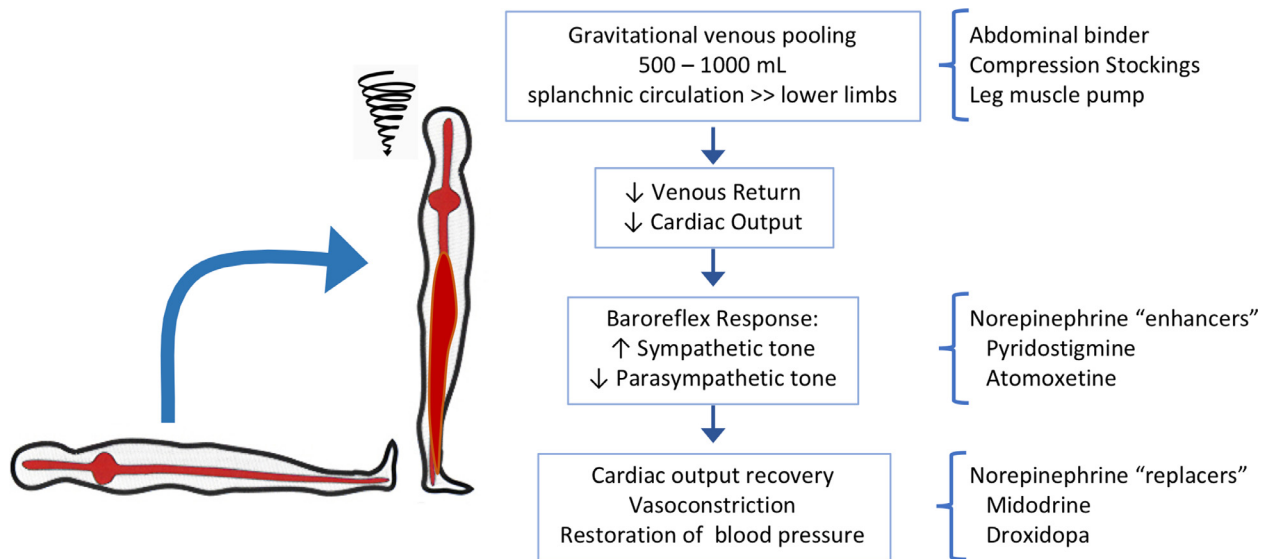 Gravitational venous pooling
500 – 1000 mL
splanchnic circulation >> lower limbs
Abdominal binder
Compression Stockings
Leg muscle pump
↓ Venous Return
↓ Cardiac Output
Baroreflex Response:
↑ Sympathetic tone
↓ Parasympathetic tone
Norepinephrine “enhancers”
Pyridostigmine
Atomoxetine
Cardiac output recovery
Vasoconstriction
Restoration of blood pressure
Norepinephrine “replacers”
Midodrine
Droxidopa